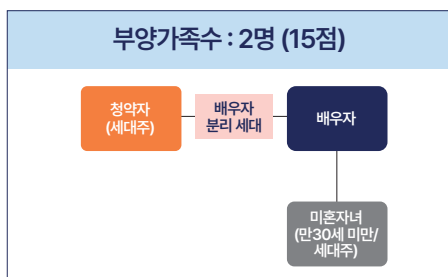 부양가족수 : 2명 (15점)
청약자
(세대주)
배우자
분리 세대
배우자
미혼자녀
(만30세 미만/
세대주)